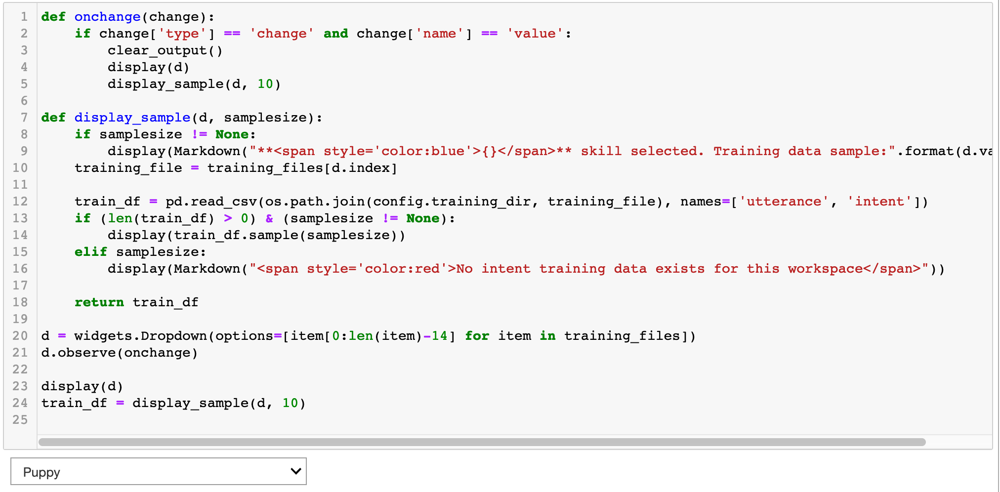 1 def onchange(change):
2     if change['type'] == 'change' and change['name'] == 'value':
3         clear_output()
4         display(d)
5         display_sample(d, 10)
6
7 def display_sample(d, samplesize):
8     if samplesize != None:
9         display(Markdown("**<span style='color:blue'>{}</span>** skill selected. Training data sample:".format(d.va
10     training_file = training_files[d.index]
11
12     train_df = pd.read_csv(os.path.join(config.training_dir, training_file), names=['utterance', 'intent'])
13     if (len(train_df) > 0) & (samplesize != None):
14         display(train_df.sample(samplesize))
15     elif samplesize:
16         display(Markdown("<span style='color:red'>No intent training data exists for this workspace</span>"))
17
18     return train_df
19
20 d = widgets.Dropdown(options=[item[0:len(item)-14] for item in training_files])
21 d.observe(onchange)
22
23 display(d)
24 train_df = display_sample(d, 10)
25
Puppy